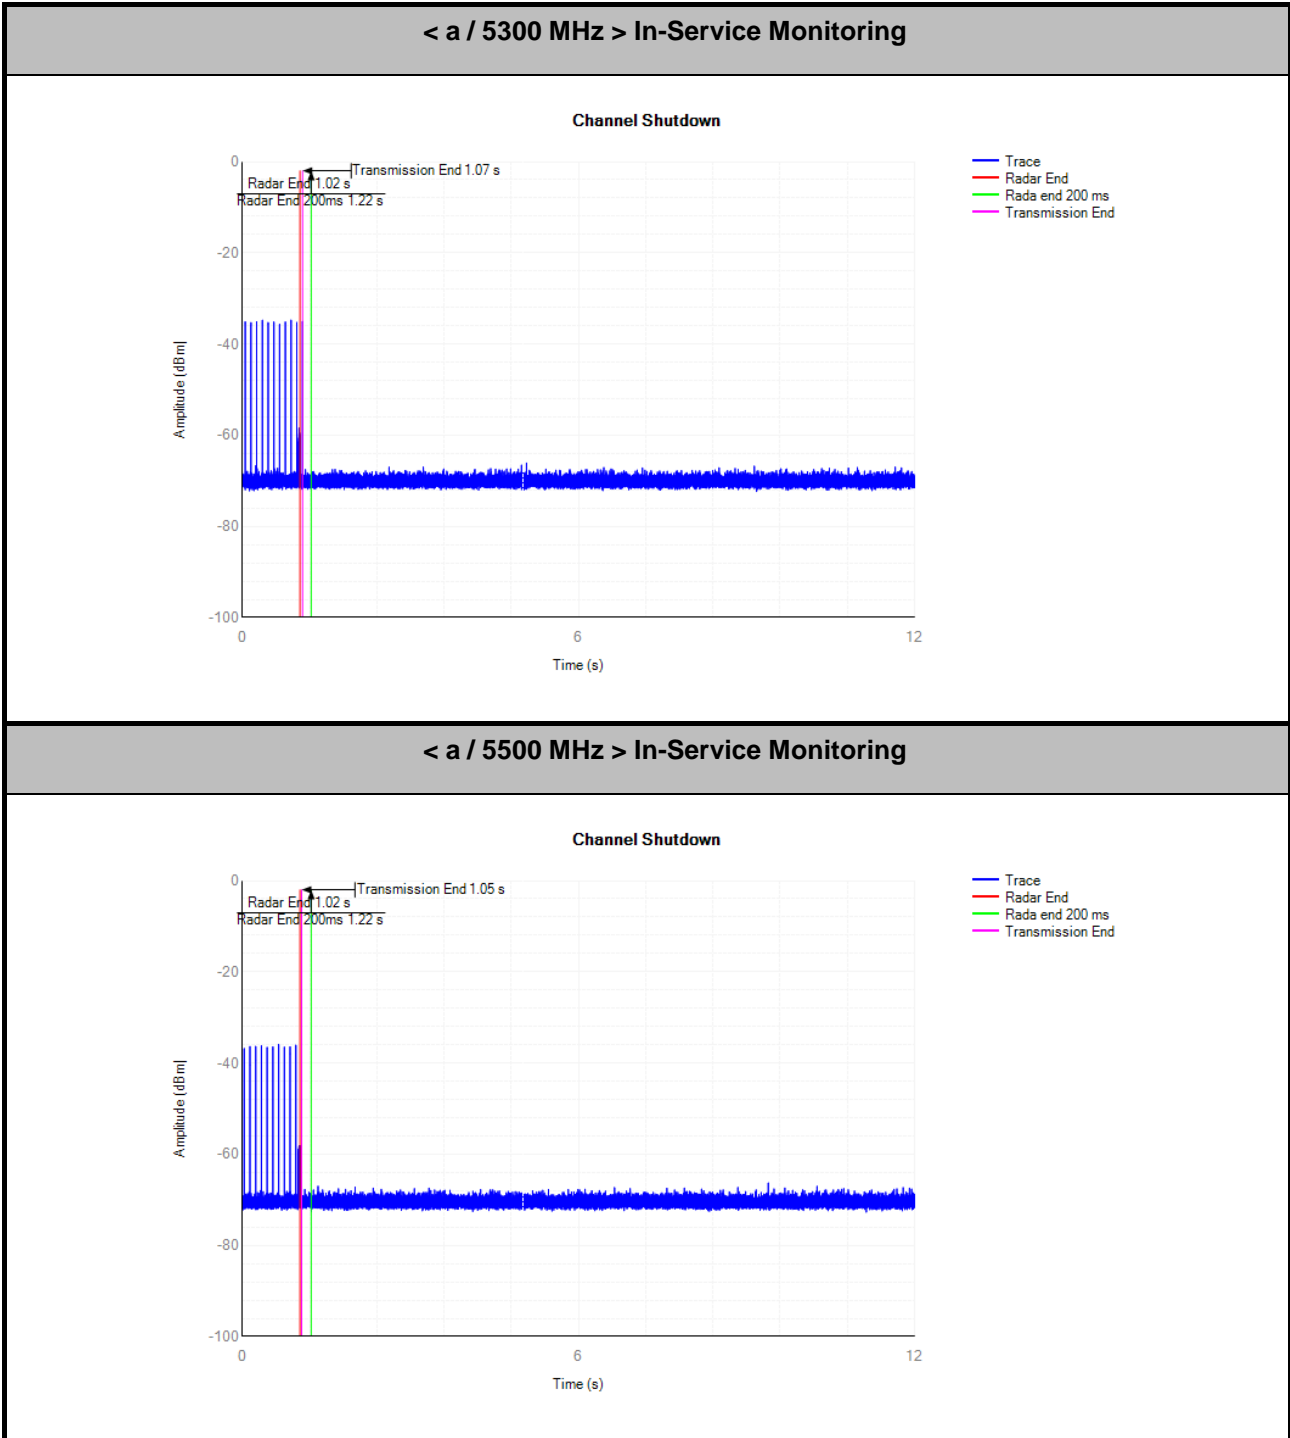 < a / 5300 MHz > In-Service Monitoring
Channel Shutdown
Transmission End 1.07 s
Radar End 1.02 s
Radar End 200ms 1.22 s
Trace
Radar End
Rada end 200 ms
Transmission End
0
-20
-40
-60
-80
-100
Amplitude (dBm)
0
6
12
Time (s)
< a / 5500 MHz > In-Service Monitoring
Channel Shutdown
Transmission End 1.05 s
Radar End 1.02 s
Radar End 200ms 1.22 s
Trace
Radar End
Rada end 200 ms
Transmission End
0
-20
-40
-60
-80
-100
Amplitude (dBm)
0
6
12
Time (s)